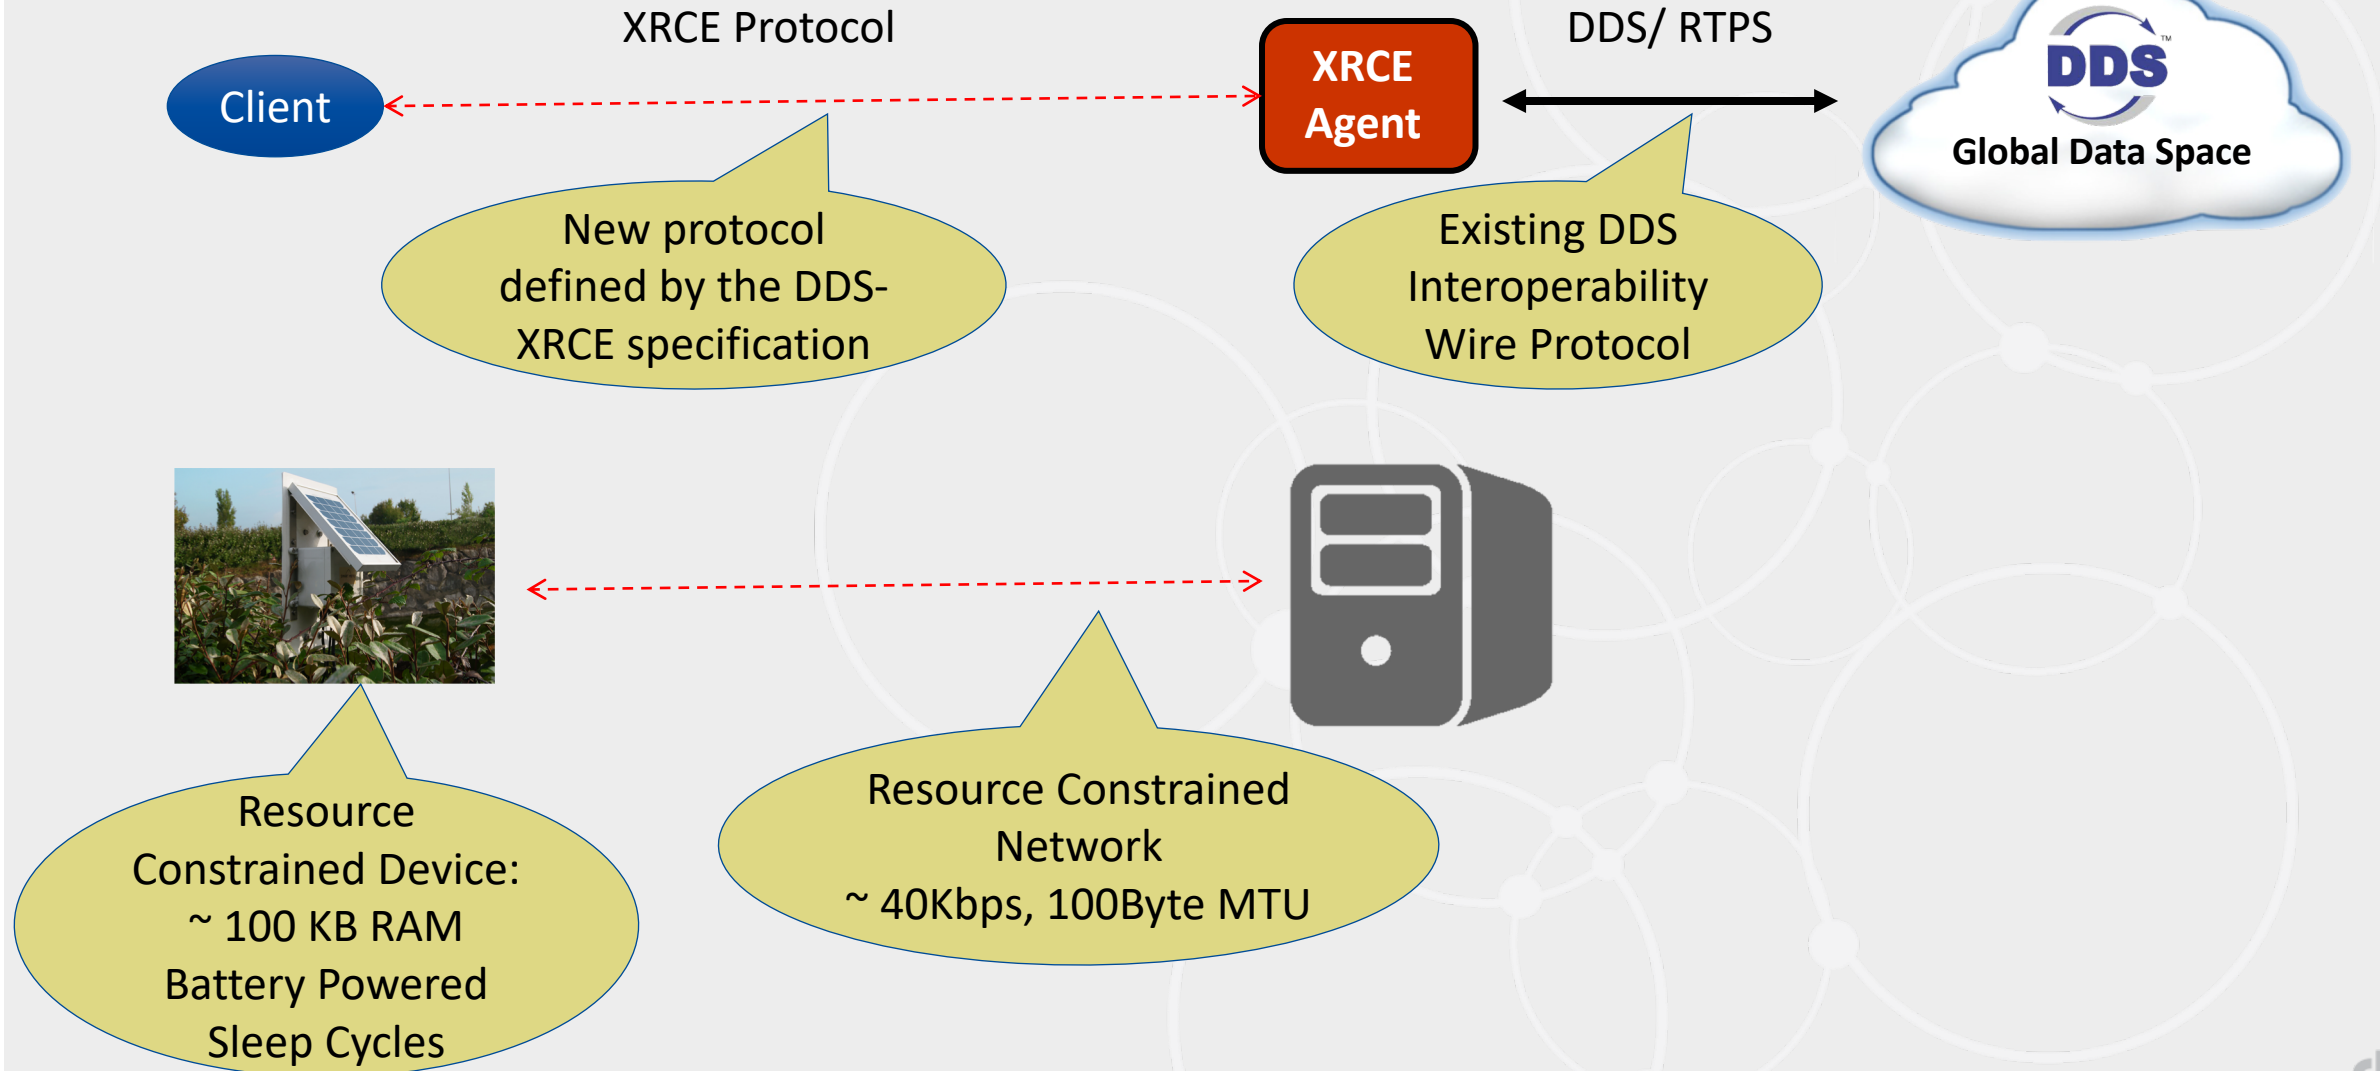 XRCE Protocol
DDS/ RTPS
Client
XRCE
Agent
DDS™
Global Data Space
New protocol
defined by the DDS-
XRCE specification
Existing DDS
Interoperability
Wire Protocol
Resource
Constrained Device:
~ 100 KB RAM
Battery Powered
Sleep Cycles
Resource Constrained
Network
~ 40Kbps, 100Byte MTU